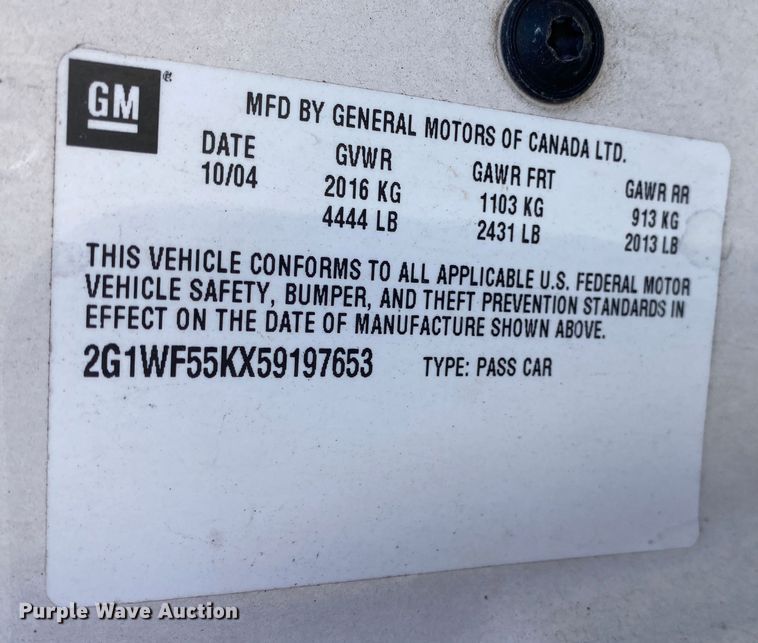 GM ®
MFD BY GENERAL MOTORS OF CANADA LTD.
DATE GVWR GAWR FRT GAWR RR
10/04 2016 KG 1103 KG 913 KG
4444 LB 2431 LB 2013 LB
THIS VEHICLE CONFORMS TO ALL APPLICABLE U.S. FEDERAL MOTOR
VEHICLE SAFETY, BUMPER, AND THEFT PREVENTION STANDARDS IN
EFFECT ON THE DATE OF MANUFACTURE SHOWN ABOVE.
2G1WF55KX59197653 TYPE: PASS CAR
Purple Wave Auction